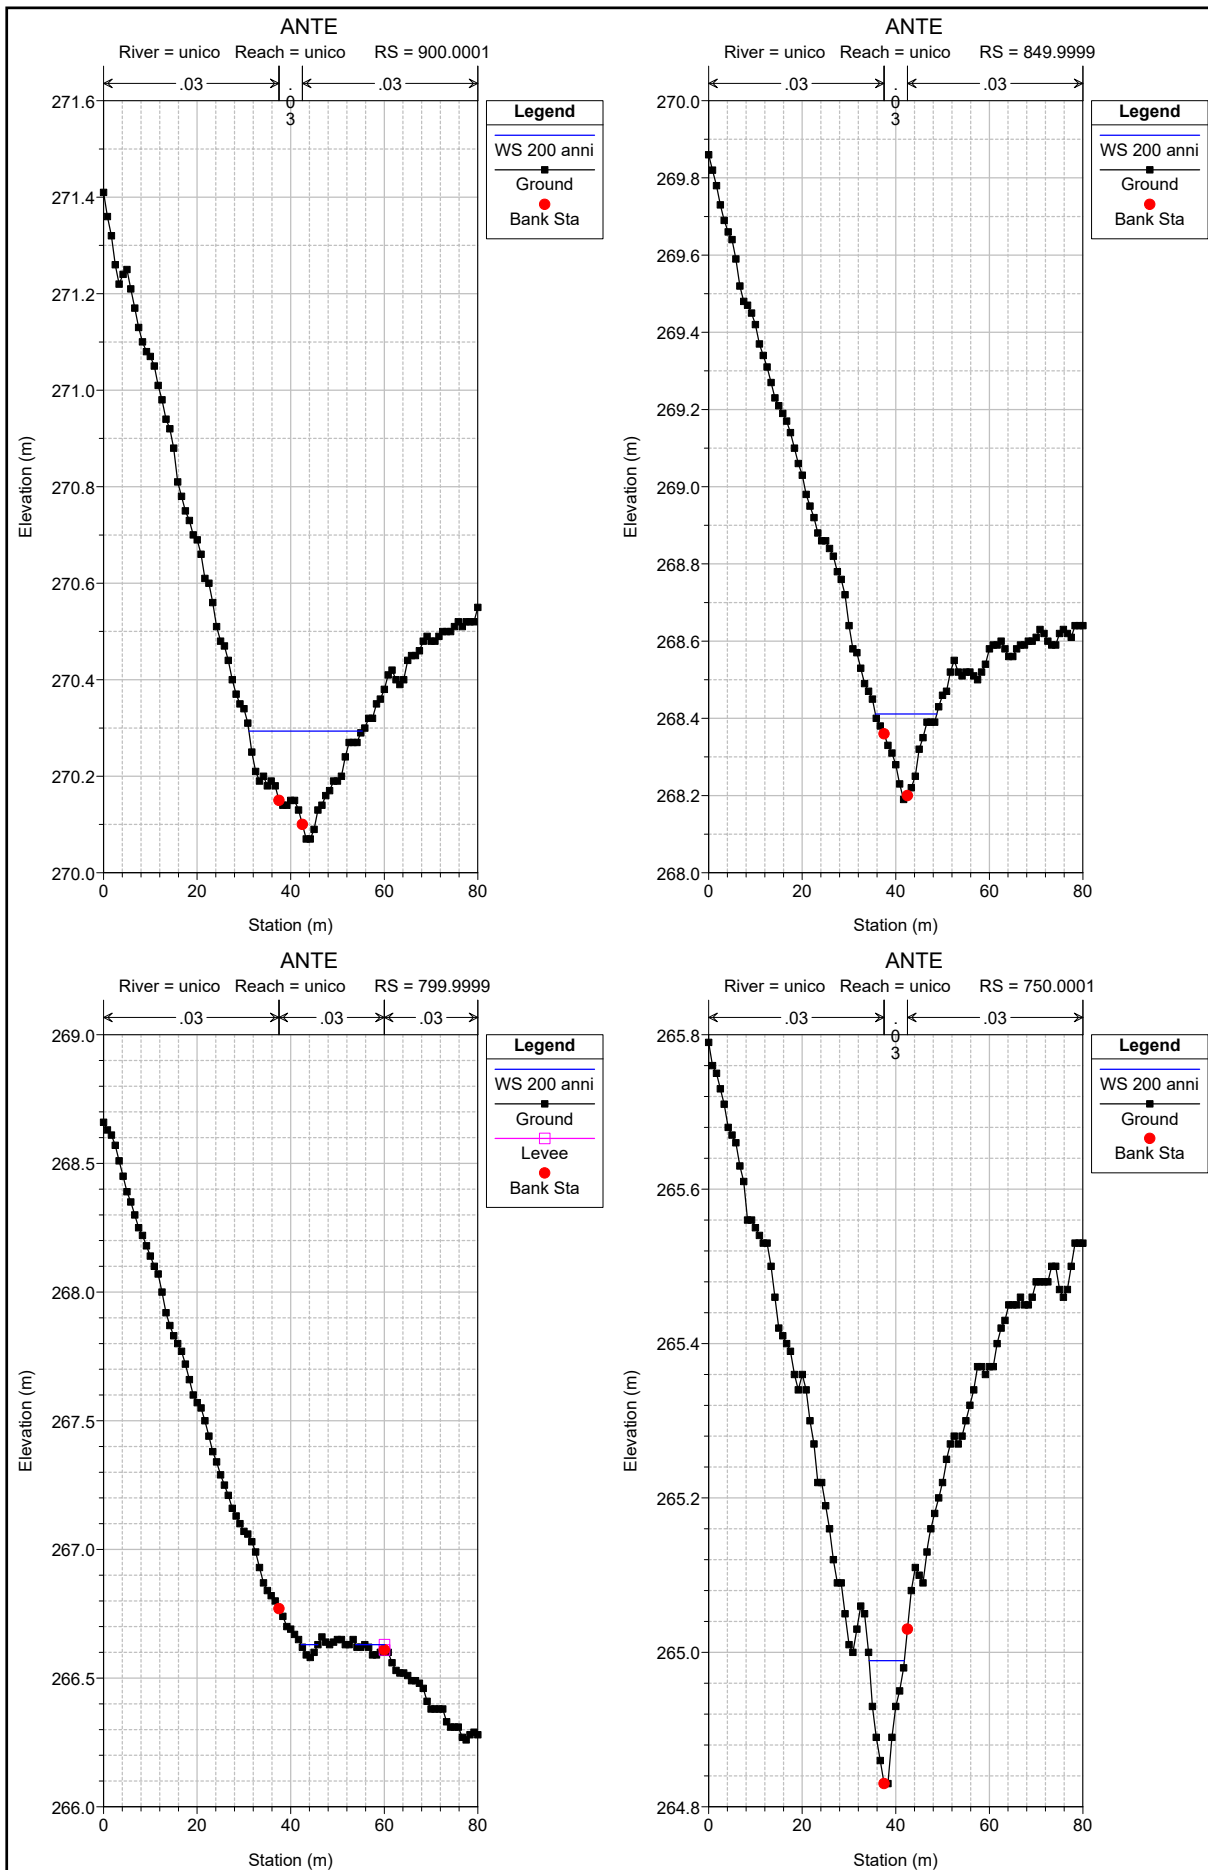 ANTE
River = unico Reach = unico RS = 900.0001
.03
.03
.03
271.6
271.4
271.2
271.0
270.8
270.6
270.4
270.2
270.0
0
20
40
60
80
Station (m)
Elevation (m)
Legend
WS 200 anni
Ground
Bank Sta
ANTE
River = unico Reach = unico RS = 849.9999
.03
.03
.03
270.0
269.8
269.6
269.4
269.2
269.0
268.8
268.6
268.4
268.2
268.0
0
20
40
60
80
Station (m)
Elevation (m)
Legend
WS 200 anni
Ground
Bank Sta
ANTE
River = unico Reach = unico RS = 799.9999
.03
.03
.03
269.0
268.5
268.0
267.5
267.0
266.5
266.0
0
20
40
60
80
Station (m)
Elevation (m)
Legend
WS 200 anni
Ground
Levee
Bank Sta
ANTE
River = unico Reach = unico RS = 750.0001
.03
.03
.03
265.8
265.6
265.4
265.2
265.0
264.8
0
20
40
60
80
Station (m)
Elevation (m)
Legend
WS 200 anni
Ground
Bank Sta